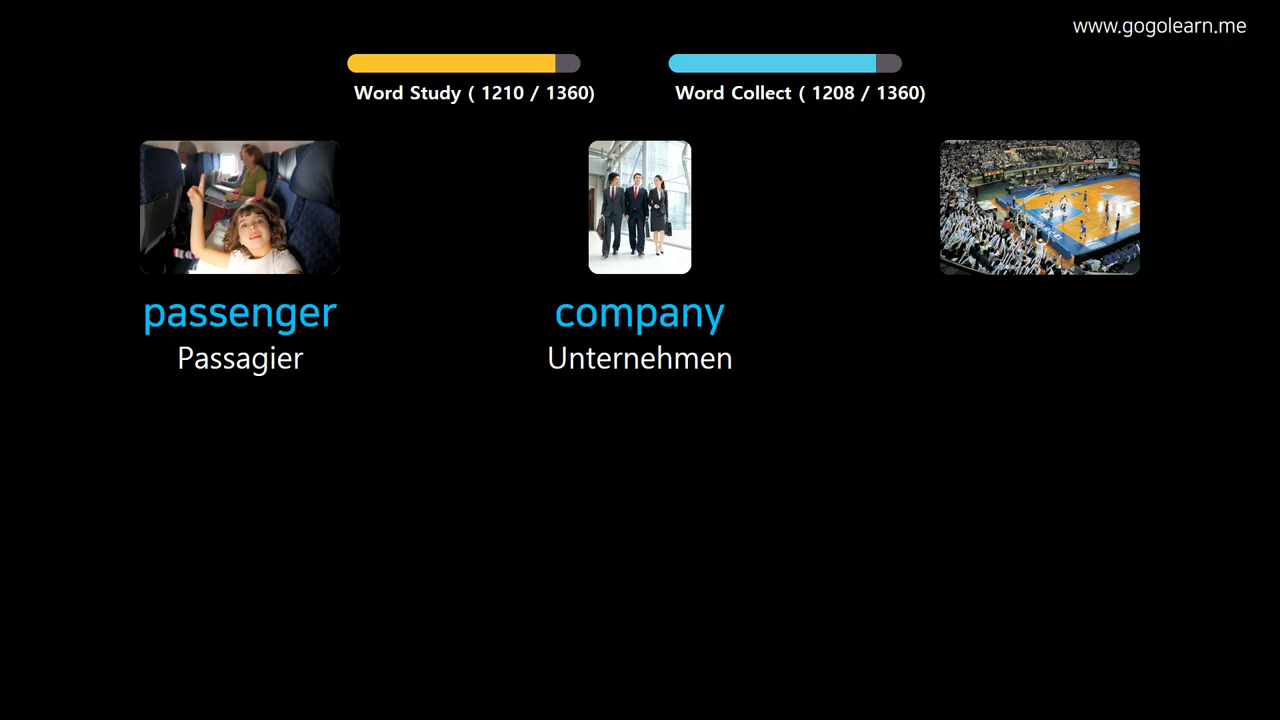 www.gogolearn.me
Word Study ( 1210 / 1360)
Word Collect ( 1208 / 1360)
passenger
Passagier
company
Unternehmen